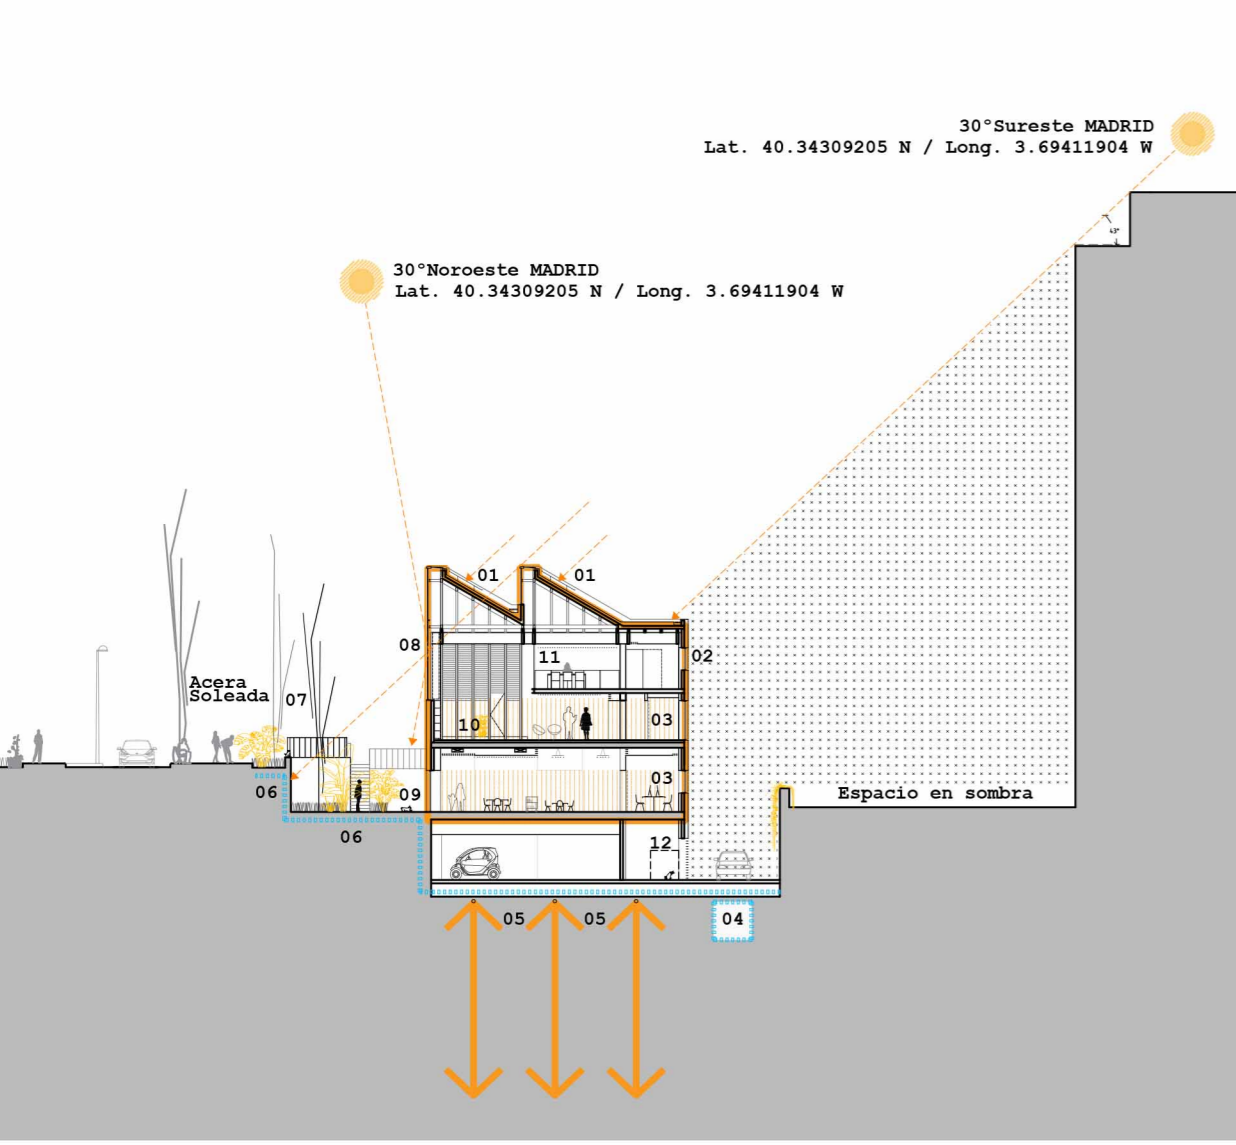 30°Sureste MADRID
Lat. 40.34309205 N / Long. 3.69411904 W
43°
30°Noroeste MADRID
Lat. 40.34309205 N / Long. 3.69411904 W
01
01
08
11
02
Acera
Soleada
07
10
03
03
06
09
Espacio en sombra
06
12
05
05
04